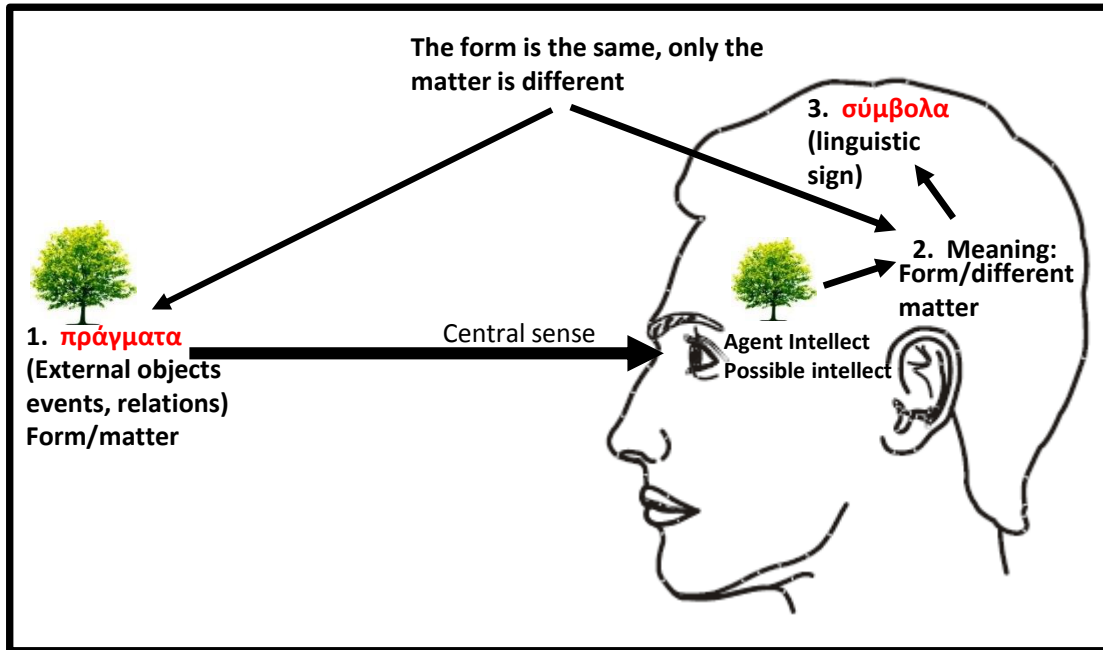 The form is the same, only the
matter is different
3. σύμβολα
(linguistic
sign)
2. Meaning:
Form/different
matter
1. πράγματα
(External objects
events, relations)
Form/matter
Central sense
Agent Intellect
Possible intellect